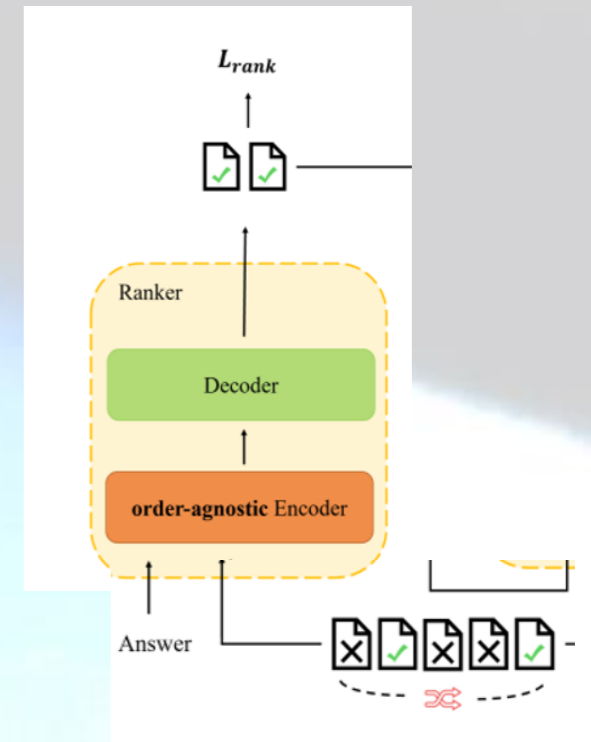 L_rank
Ranker
Decoder
order-agnostic Encoder
Answer